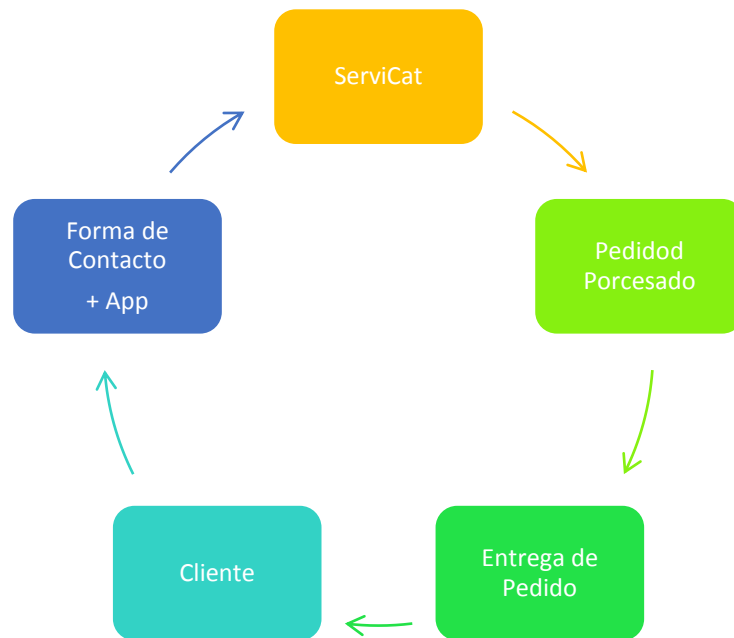 ServiCat
Forma de
Contacto
+ App
Pedidod
Porcesado
Cliente
Entrega de
Pedido